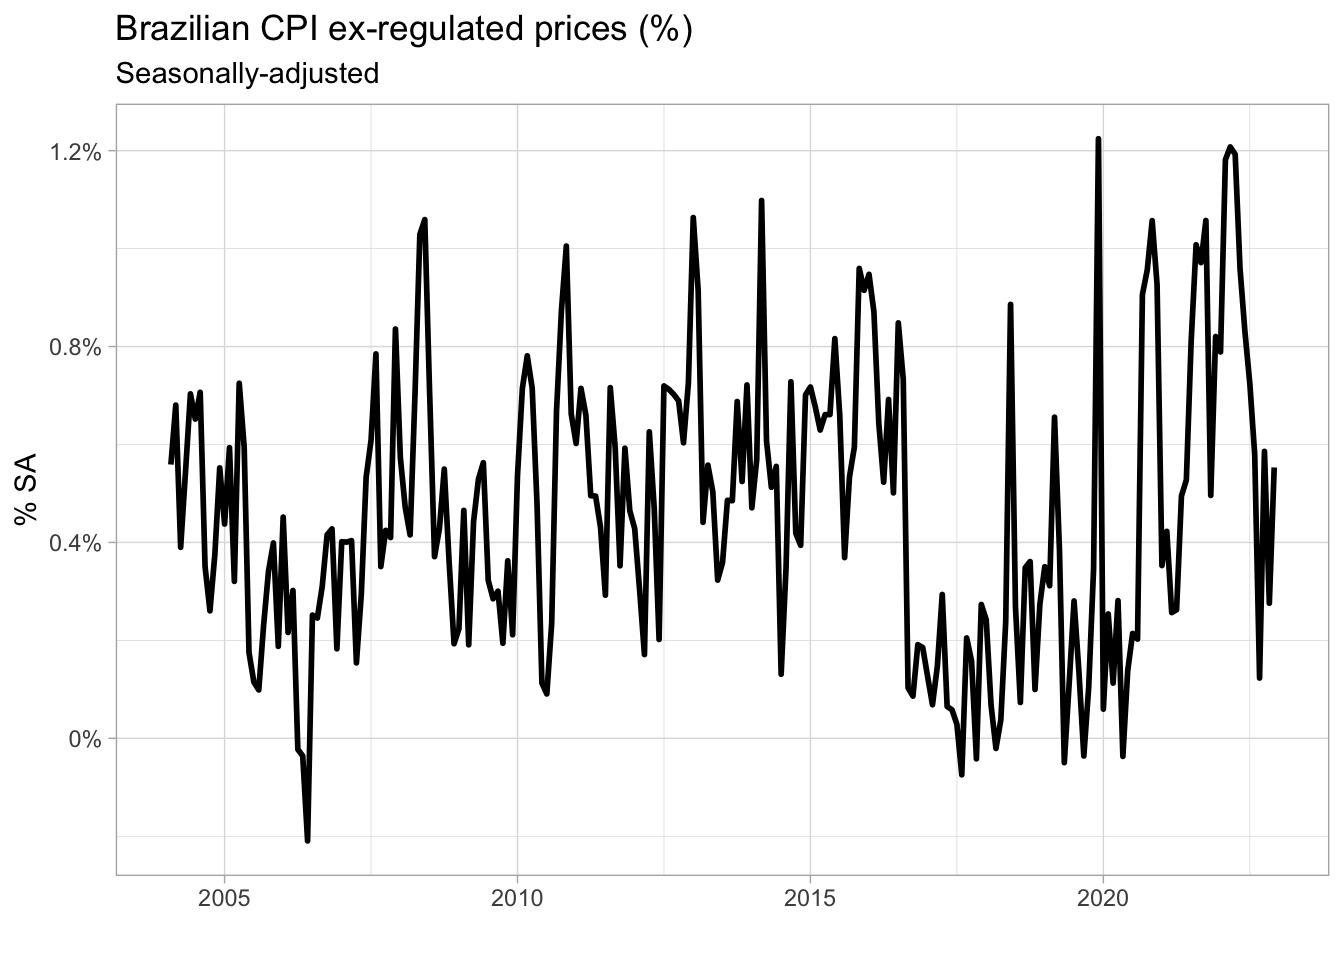 Brazilian CPI ex-regulated prices (%)
Seasonally-adjusted
1.2%
0.8%
0.4%
0%
% SA
2005 2010 2015 2020